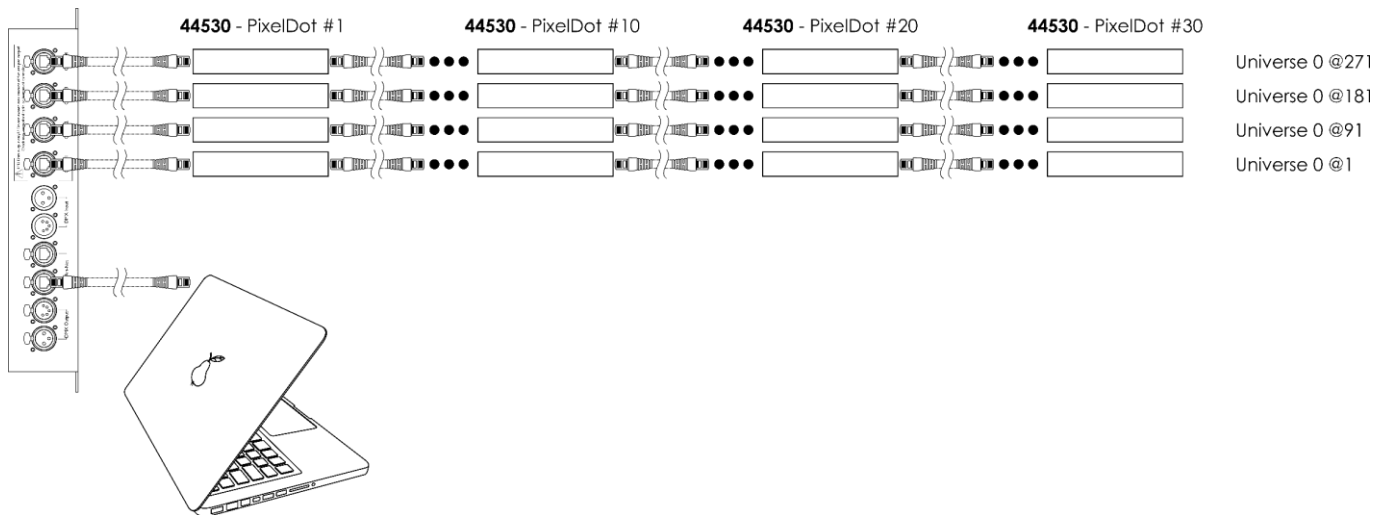 44530 - PixelDot #1
44530 - PixelDot #10
44530 - PixelDot #20
44530 - PixelDot #30
Universe 0 @271
Universe 0 @181
Universe 0 @91
Universe 0 @1